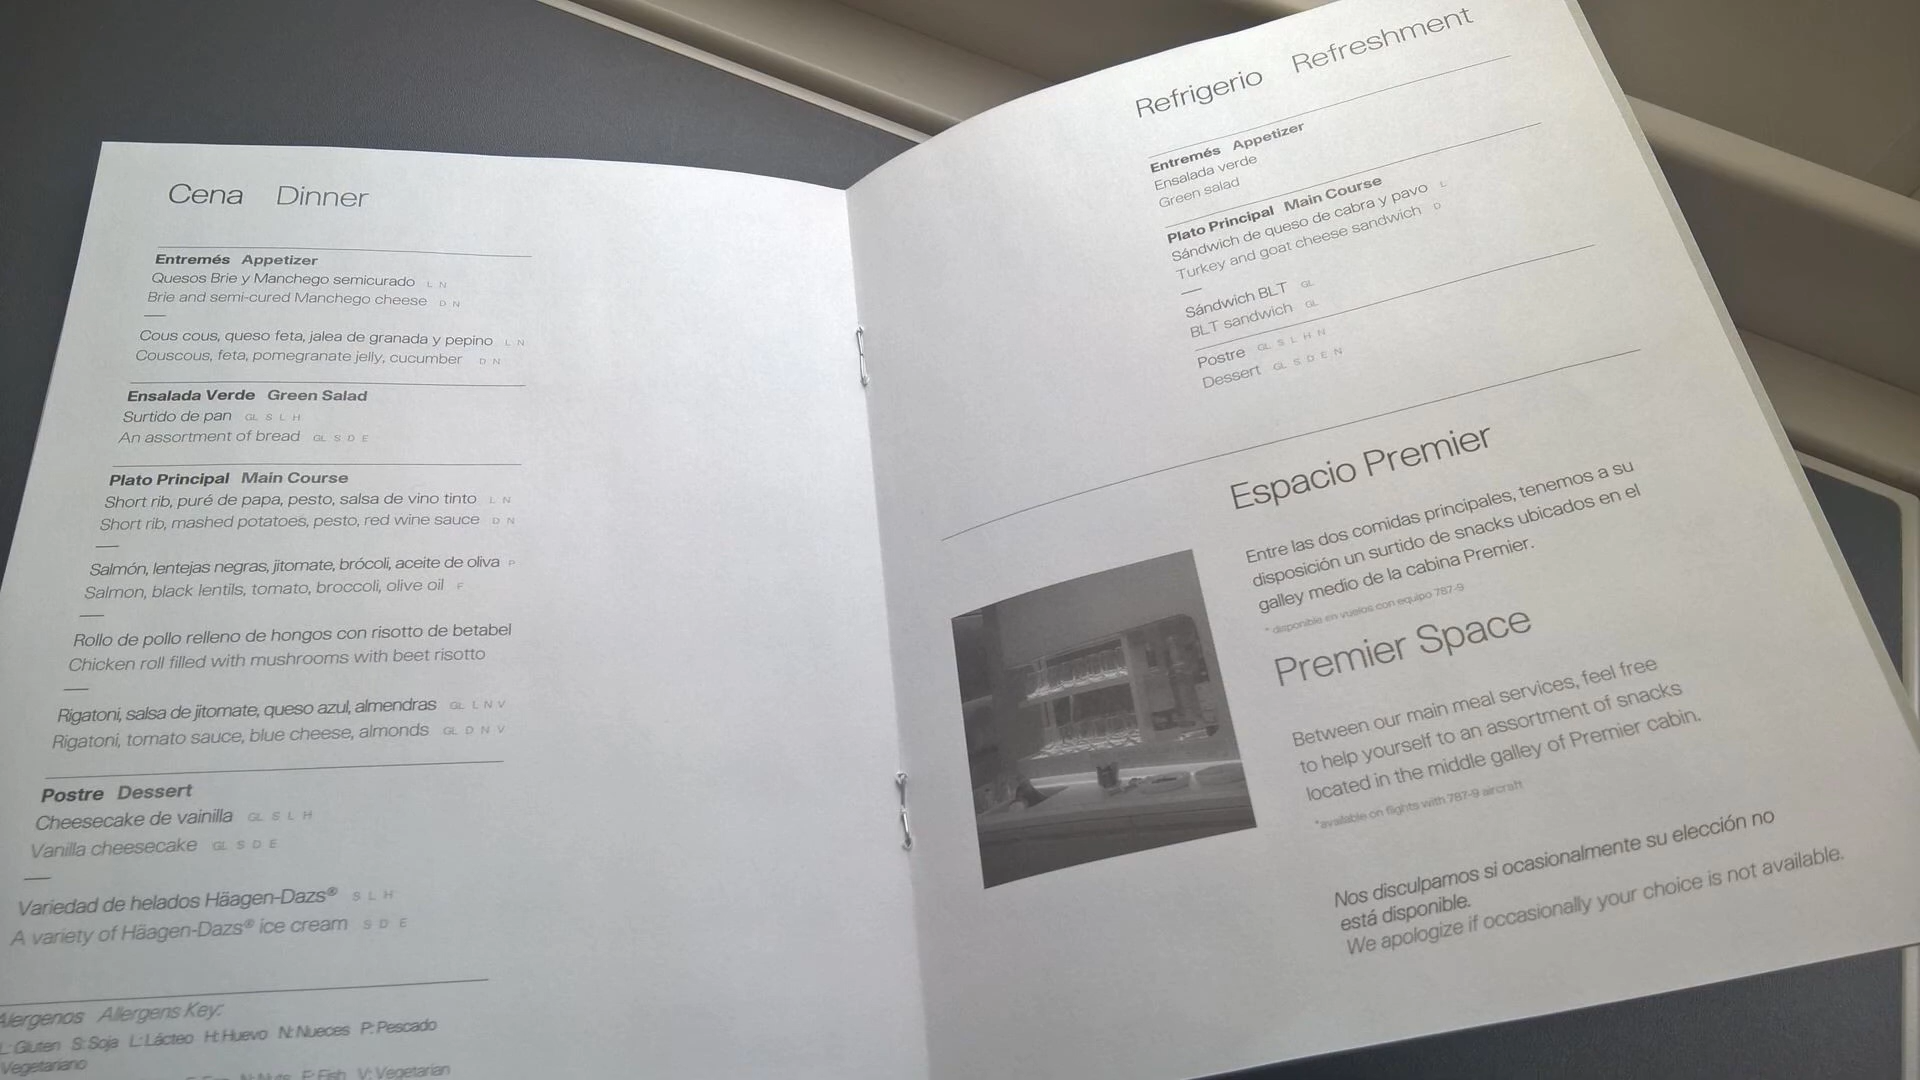 Cena Dinner
Entremés Appetizer
Quesos Brie y Manchego semicurado L N
Brie and semi-cured Manchego cheese D N
Cous cous, queso feta, jalea de granada y pepino L N
Couscous, feta, pomegranate jelly, cucumber D N
Ensalada Verde Green Salad
Surtido de pan GL S L H
An assortment of bread GL S D E
Plato Principal Main Course
Short rib, puré de papa, pesto, salsa de vino tinto L N
Short rib, mashed potatoes, pesto, red wine sauce D N
Salmón, lentejas negras, jitomate, brócoli, aceite de oliva P
Salmon, black lentils, tomato, broccoli, olive oil F
Rollo de pollo relleno de hongos con risotto de betabel
Chicken roll filled with mushrooms with beet risotto
Rigatoni, salsa de jitomate, queso azul, almendras GL L N V
Rigatoni, tomato sauce, blue cheese, almonds GL D N V
Postre Dessert
Cheesecake de vainilla GL S L H
Vanilla cheesecake GL S D E
Variedad de helados Häagen-Dazs® S L H
A variety of Häagen-Dazs® ice cream S D E
Alergenos Allergens Key:
L: Gluten S: Soja L: Lácteo H: Huevo N: Nueces P: Pescado
Vegetariano
N: Nuts F: Fish V: Vegetarian
Refrigerio Refreshment
Entremés Appetizer
Ensalada verde
Green salad
Plato Principal Main Course
Sándwich de queso de cabra y pavo L
Turkey and goat cheese sandwich D
Sándwich BLT GL
BLT sandwich GL
Postre GL S L H N
Dessert GL S D E N
Espacio Premier
Entre las dos comidas principales, tenemos a su
disposición un surtido de snacks ubicados en el
galley medio de la cabina Premier.
* disponible en vuelos con equipo 787-9
Premier Space
Between our main meal services, feel free
to help yourself to an assortment of snacks
located in the middle galley of Premier cabin.
*available on flights with 787-9 aircraft
Nos disculpamos si ocasionalmente su elección no
está disponible.
We apologize if occasionally your choice is not available.